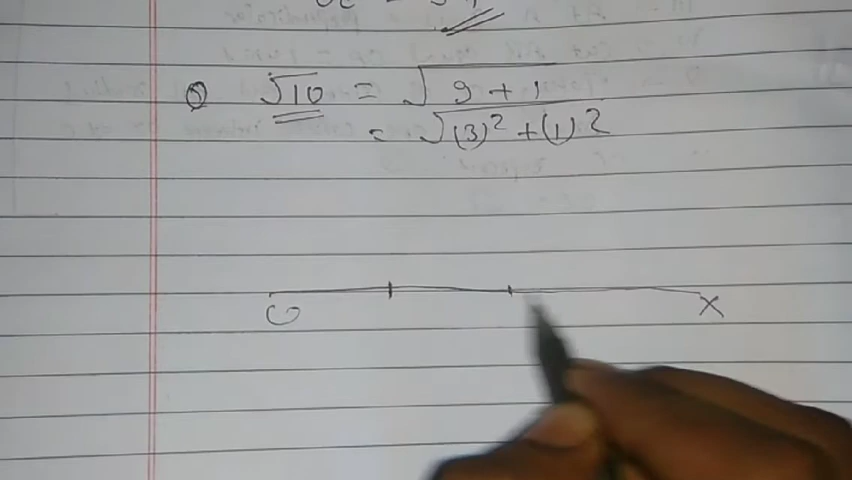 √10 = √9 + 1
= √(3)² + (1)²
O X